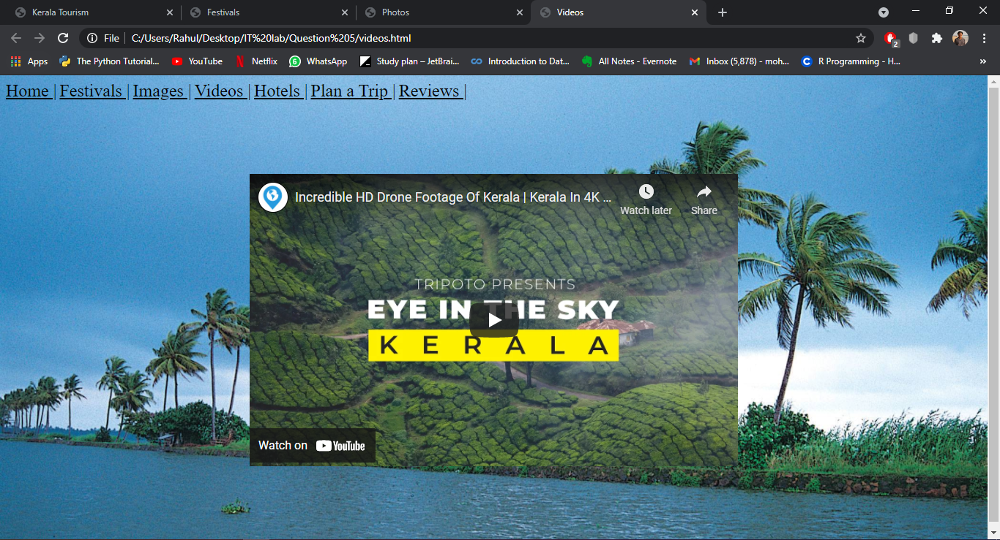 Kerala Tourism Festivals Photos Videos
File C:/Users/Rahul/Desktop/IT%20lab/Question%205/videos.html 2
Apps The Python Tutorial... YouTube Netflix 6 WhatsApp Study plan – JetBrai... Introduction to Dat... All Notes - Evernote Inbox (5,878) - moh... R Programming - H... »
Home | Festivals | Images | Videos | Hotels | Plan a Trip | Reviews |
Incredible HD Drone Footage Of Kerala | Kerala In 4K ...
Watch later Share
TRIPOTO PRESENTS
EYE IN THE SKY
KERALA
Watch on YouTube